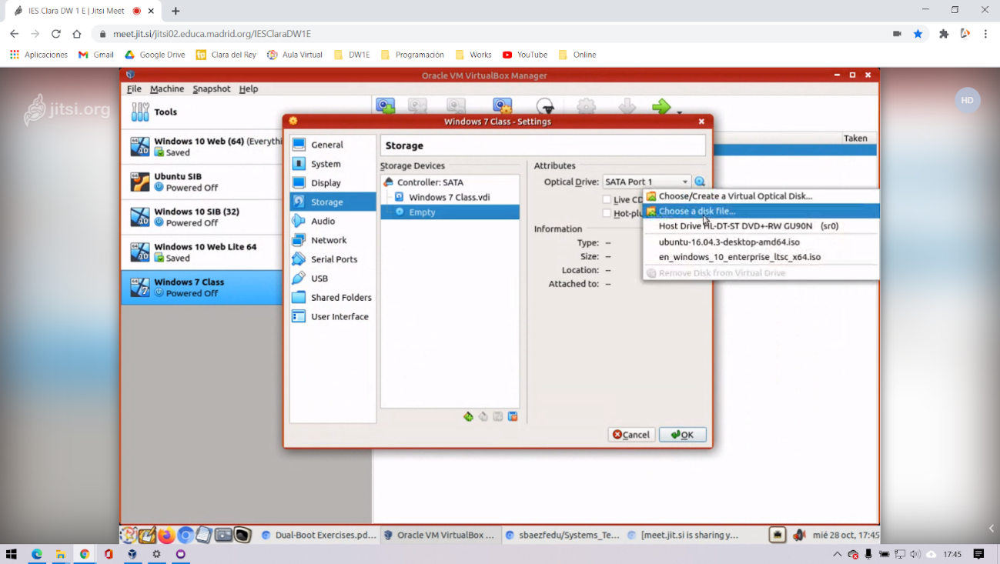 IES Clara DW 1 E | Jitsi Meet
meet.jit.si/jitsi02.educa.madrid.org/IESClaraDW1E
Aplicaciones Gmail Google Drive Clara del Rey Aula Virtual DW1E Programación Works YouTube Online
jitsi.org
HD
Oracle VM VirtualBox Manager
File Machine Snapshot Help
Tools
Taken
Windows 10 Web (64) (Everythi
Saved
Ubuntu SIB
Powered Off
Windows 10 SIB (32)
Powered Off
Windows 10 Web Lite 64
Saved
Windows 7 Class
Powered Off
Windows 7 Class - Settings
General
System
Display
Storage
Audio
Network
Serial Ports
USB
Shared Folders
User Interface
Storage
Storage Devices
Controller: SATA
Windows 7 Class.vdi
Empty
Attributes
Optical Drive: SATA Port 1
Live CD
Hot-plu
Information
Type: --
Size: --
Location: --
Attached to: --
Choose/Create a Virtual Optical Disk...
Choose a disk file...
Host Drive HL-DT-ST DVD+-RW GU90N (sr0)
ubuntu-16.04.3-desktop-amd64.iso
en_windows_10_enterprise_ltsc_x64.iso
Remove Disk from Virtual Drive
Cancel OK
Dual-Boot Exercises.pd... Oracle VM VirtualBox ... sbaezfedu/Systems_Te... [meet.jit.si is sharing y... mié 28 oct, 17:45
17:45